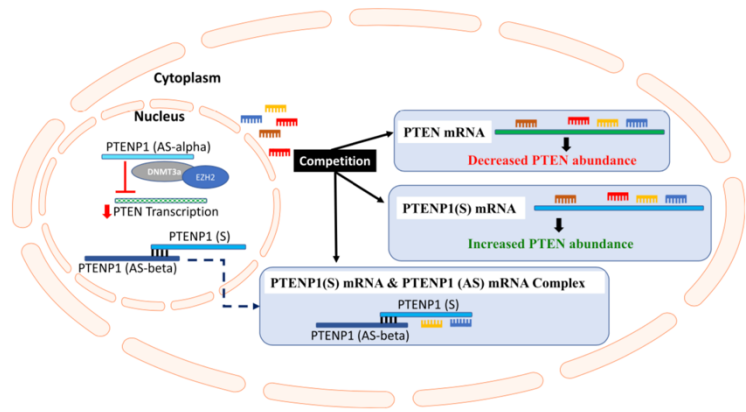 Cytoplasm
Nucleus
PTENP1 (AS-alpha)
DNMT3a
EZH2
PTEN Transcription
PTENP1 (S)
PTENP1 (AS-beta)
Competition
PTEN mRNA
Decreased PTEN abundance
PTENP1(S) mRNA
Increased PTEN abundance
PTENP1(S) mRNA & PTENP1 (AS) mRNA Complex
PTENP1 (S)
PTENP1 (AS-beta)